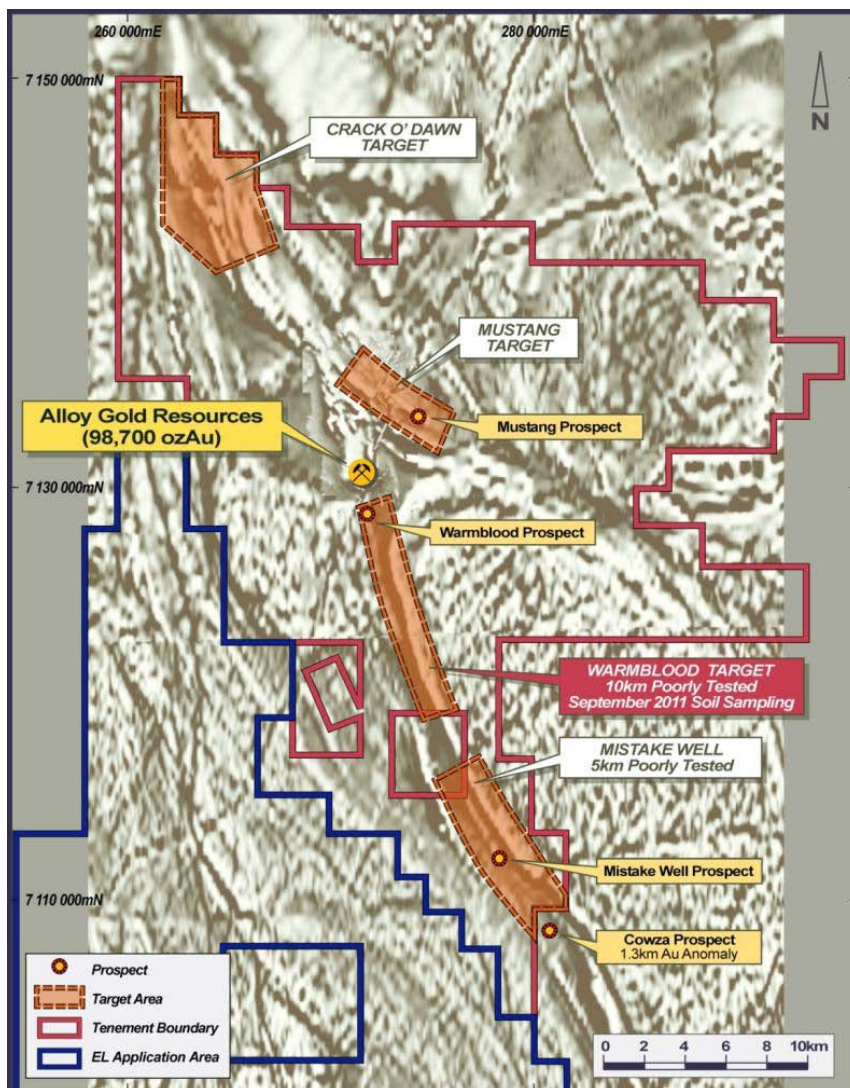 260 000mE
280 000mE
7 150 000mN
N
CRACK O' DAWN
TARGET
MUSTANG
TARGET
Alloy Gold Resources
(98,700 ozAu)
Mustang Prospect
7 130 000mN
Warmblood Prospect
WARMBLOOD TARGET
10km Poorly Tested
September 2011 Soil Sampling
MISTAKE WELL
5km Poorly Tested
Mistake Well Prospect
7 110 000mN
Cowza Prospect
1.3km Au Anomaly
Prospect
Target Area
Tenement Boundary
EL Application Area
0 2 4 6 8 10km